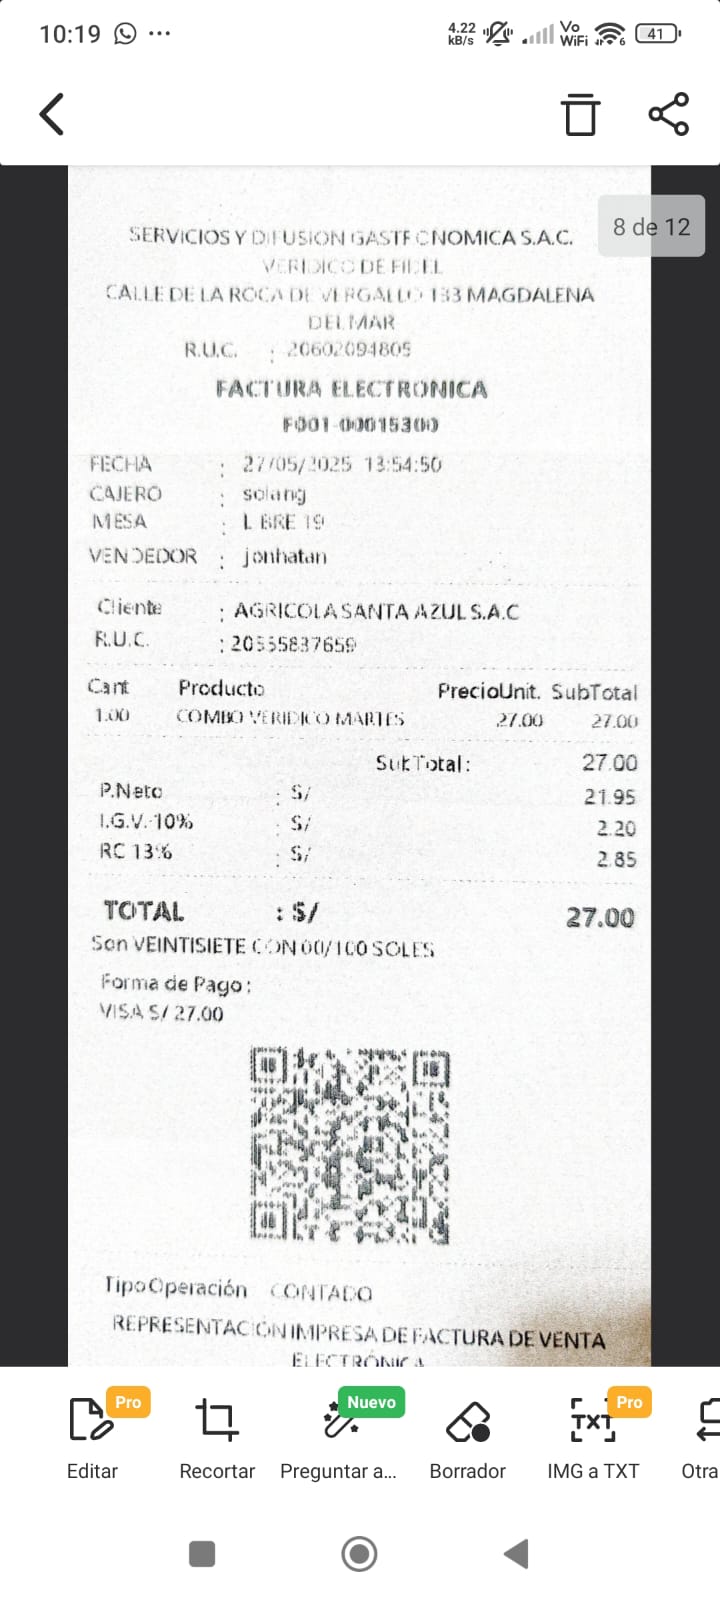 10:19 ...
4.22 kB/s Vo WiFi 6 41
8 de 12
SERVICIOS Y DIFUSION GASTRONOMICA S.A.C.
VERIDICO DE FIDEL
CALLE DE LA ROCA DE VERGALLO 133 MAGDALENA
DEL MAR
R.U.C. : 20602094805
FACTURA ELECTRONICA
F001-00015300
FECHA : 27/05/2025 13:54:50
CAJERO : solang
MESA : LIBRE 19
VENDEDOR : jonhatan
Cliente : AGRICOLA SANTA AZUL S.A.C
R.U.C. : 20555837659
Cant Producto PrecioUnit. SubTotal
1.00 COMBO VERIDICO MARTES 27.00 27.00
SubTotal: 27.00
P.Neto : S/ 21.95
I.G.V. 10% : S/ 2.20
RC 13% : S/ 2.85
TOTAL : S/ 27.00
Son VEINTISIETE CON 00/100 SOLES
Forma de Pago:
VISA S/ 27.00
TipoOperación CONTADO
REPRESENTACIÓN IMPRESA DE FACTURA DE VENTA
ELECTRÓNICA
Pro Nuevo Pro
Editar Recortar Preguntar a... Borrador IMG a TXT Otra